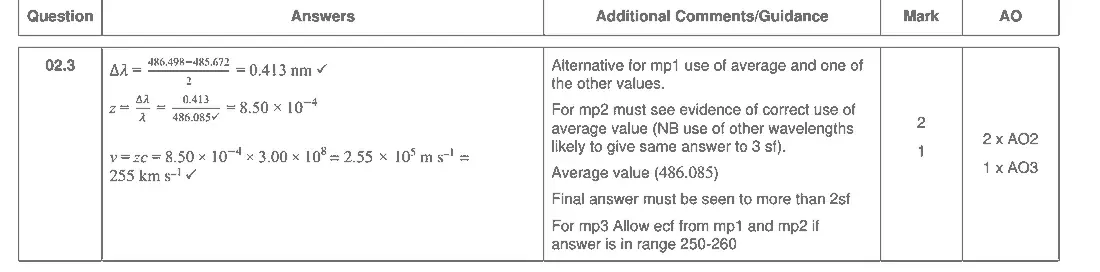 Question Answers Additional Comments/Guidance Mark AO
02.3
Δλ = (486.498−485.672)/2 = 0.413 nm ✓
z = Δλ/λ = 0.413/486.085✓ = 8.50 × 10⁻⁴
v = zc = 8.50 × 10⁻⁴ × 3.00 × 10⁸ = 2.55 × 10⁵ m s⁻¹ =
255 km s⁻¹ ✓
Alternative for mp1 use of average and one of
the other values.
For mp2 must see evidence of correct use of
average value (NB use of other wavelengths
likely to give same answer to 3 sf).
Average value (486.085)
Final answer must be seen to more than 2sf
For mp3 Allow ecf from mp1 and mp2 if
answer is in range 250-260
2
1
2 x AO2
1 x AO3